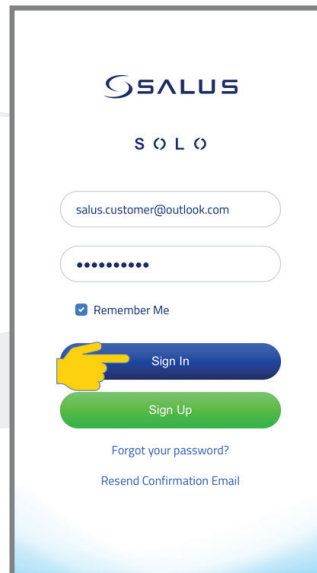 SALUS
SOLO
salus.customer@outlook.com
••••••••••
Remember Me
Sign In
Sign Up
Forgot your password?
Resend Confirmation Email